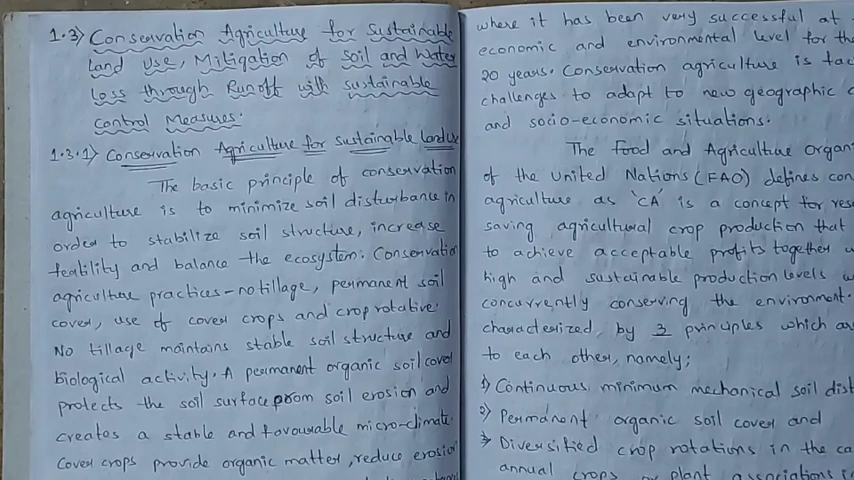 1.3) Conservation Agriculture for Sustainable
Land Use, Mitigation of Soil and Water
Loss through Runoff with sustainable
control Measures.
1.3.1) Conservation Agriculture for sustainable Land Use
The basic principle of conservation
agriculture is to minimize soil disturbance in
order to stabilize soil structure, increase
feutility and balance the ecosystem. Conservation
agriculture practices-notillage, permanent soil
cover, use of cover crops and crop rotative.
No tillage maintains stable soil structure and
biological activity. A permanent organic soil cover
protects the soil surface from soil erosion and
creates a stable and favourable micro-climate.
Cover crops provide organic matter, reduce erosion
where it has been very successful at
economic and environmental level for the
20 years. Conservation agriculture is fac
challenges to adapt to new geographic
and socio-economic situations.
The Food and Agriculture Organ
of the United Nations (FAO) defines con
agriculture as 'CA' is a concept for res
saving agricultural crop production that
to achieve acceptable profits together
high and sustainable production levels
concurrently conserving the environment.
characterized, by 3 principles which a
to each other, namely;
1) Continuous minimum mechanical soil dist
2) Permanent organic soil cover and
3) Diversified crop rotations in the ca
annual crops or plant associations i